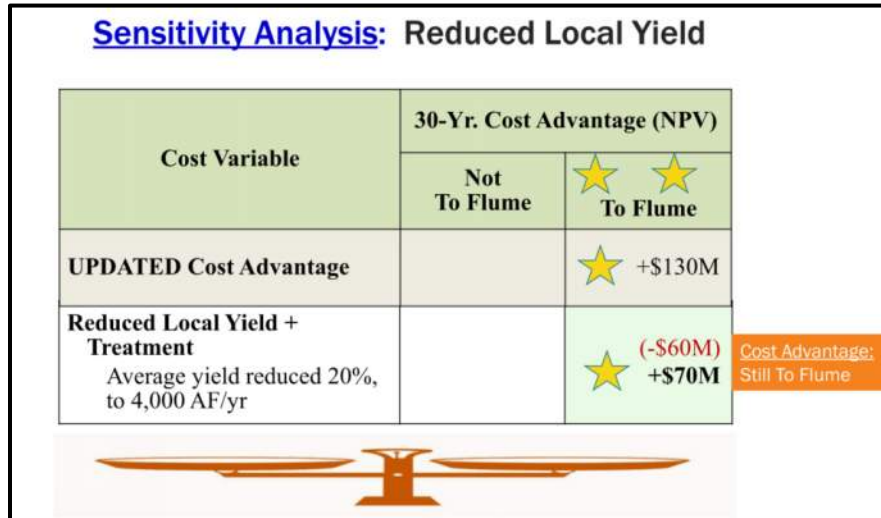 Sensitivity Analysis: Reduced Local Yield
Cost Variable
30-Yr. Cost Advantage (NPV)
Not
To Flume
To Flume
UPDATED Cost Advantage
+$130M
Reduced Local Yield +
Treatment
Average yield reduced 20%,
to 4,000 AF/yr
(-$60M)
+$70M
Cost Advantage:
Still To Flume